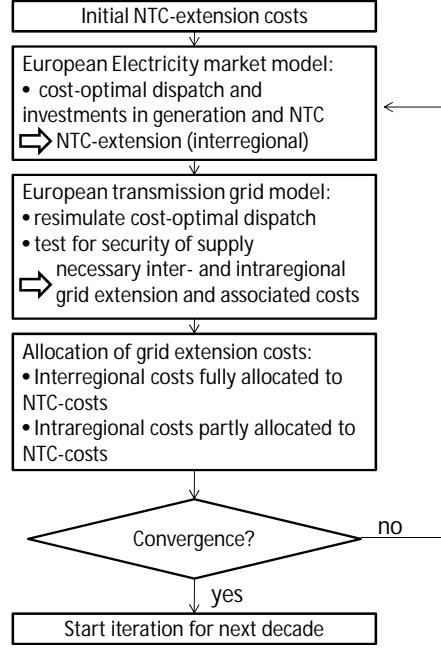 Initial NTC-extension costs
European Electricity market model:
• cost-optimal dispatch and
investments in generation and NTC
NTC-extension (interregional)
European transmission grid model:
• resimulate cost-optimal dispatch
• test for security of supply
necessary inter- and intraregional
grid extension and associated costs
Allocation of grid extension costs:
• Interregional costs fully allocated to
NTC-costs
• Intraregional costs partly allocated to
NTC-costs
Convergence?
no
yes
Start iteration for next decade